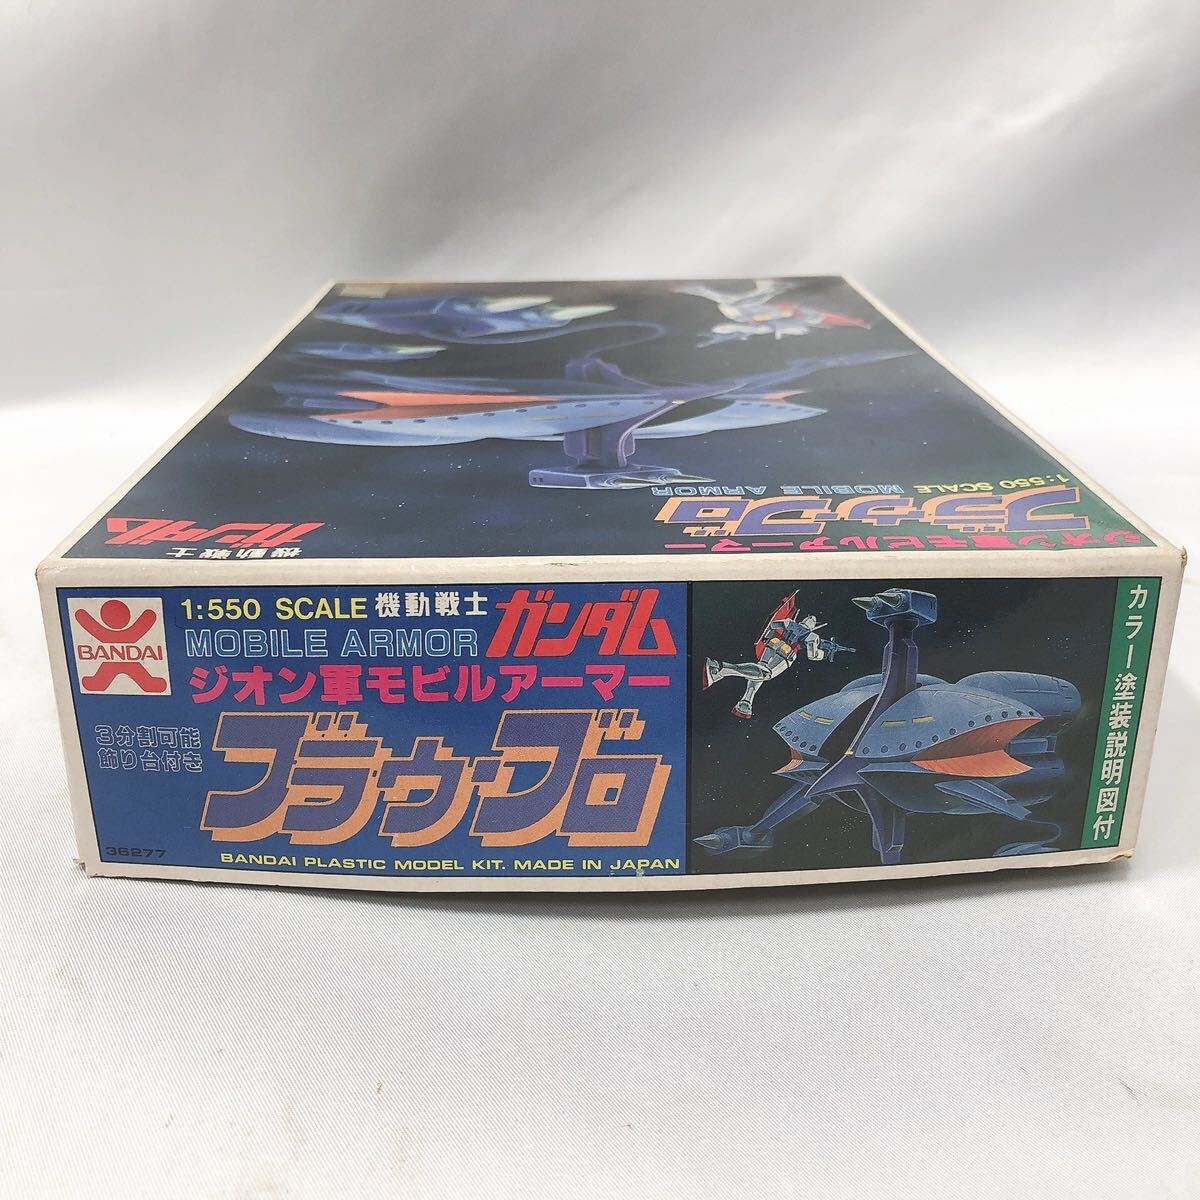 機動戦士
ガンダム
1:550 SCALE MOBILE ARMOR
ブラウ・ブロ
ジオン軍モビルアーマー
BANDAI
1:550 SCALE 機動戦士 ガンダム
MOBILE ARMOR
ジオン軍モビルアーマー
3分割可能
飾り台付き
ブラウ・ブロ
36277
BANDAI PLASTIC MODEL KIT. MADE IN JAPAN
カラー塗装説明図付